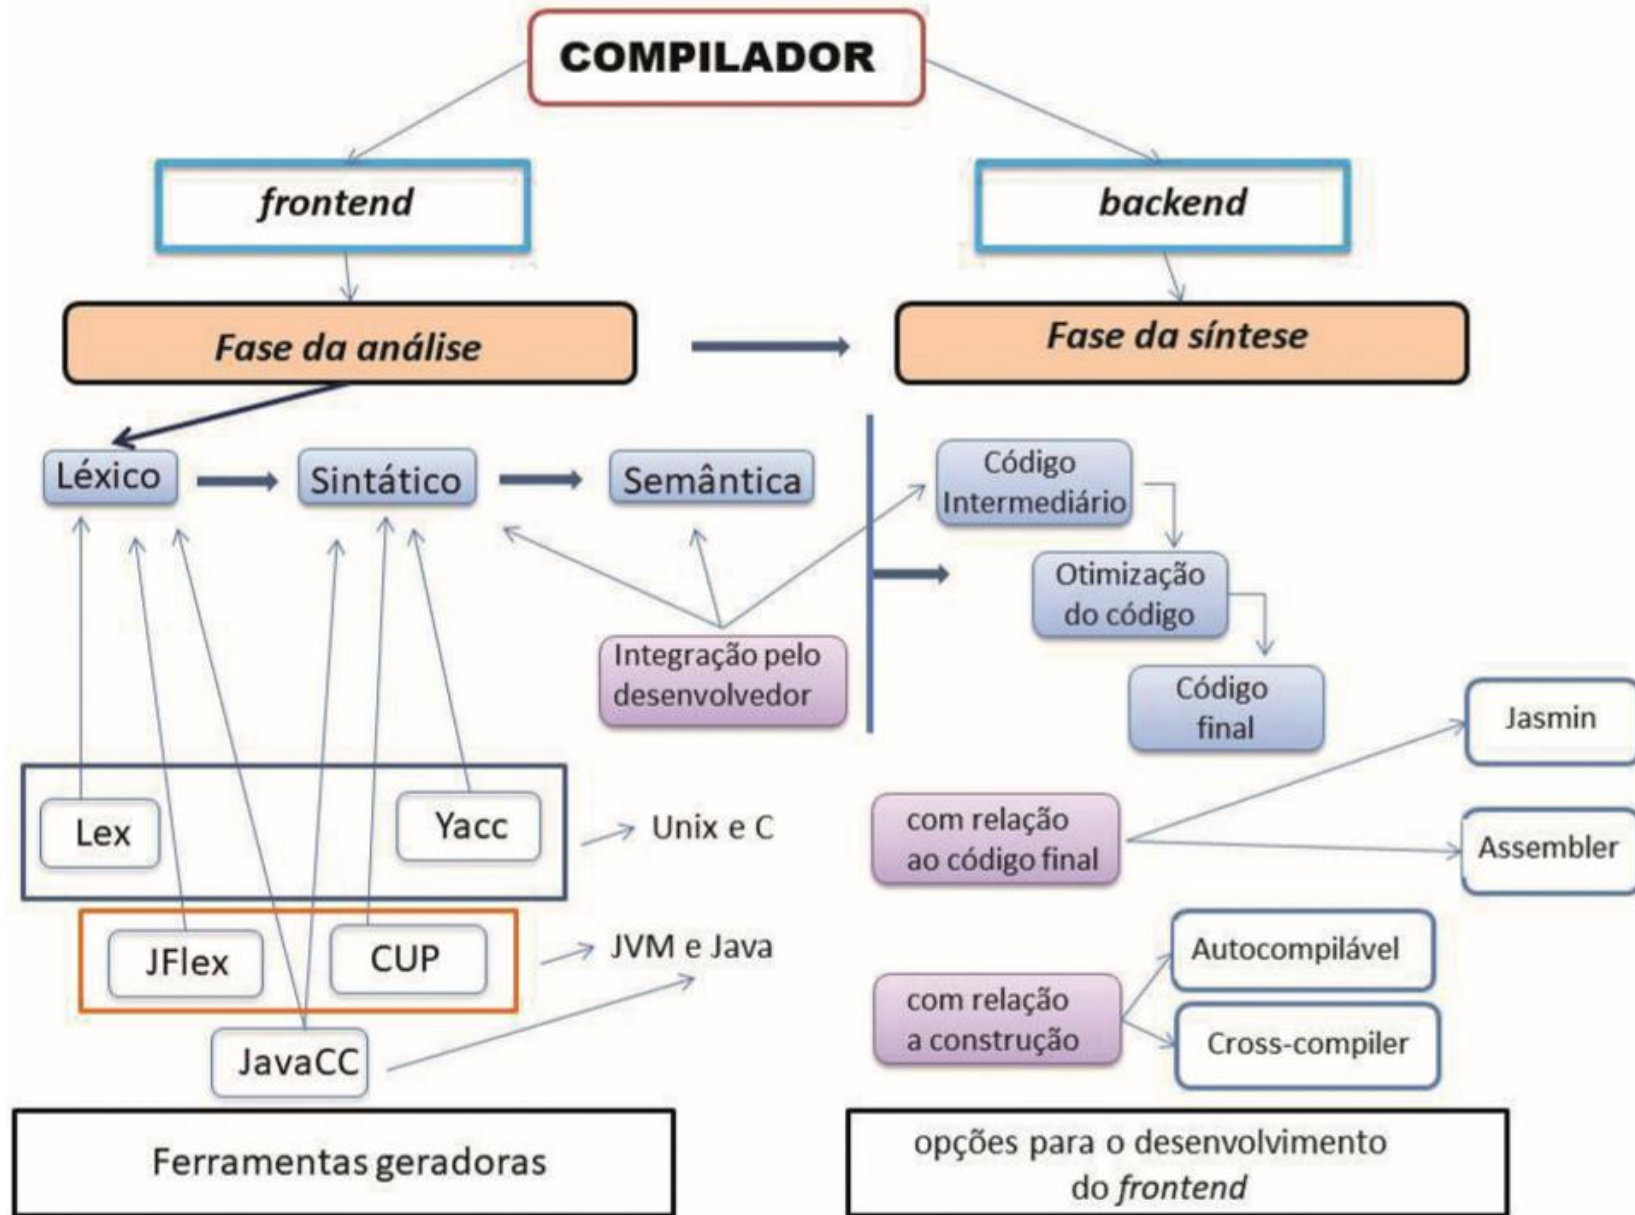 COMPILADOR
frontend
backend
Fase da análise
Fase da síntese
Léxico
Sintático
Semântica
Código
Intermediário
Otimização
do código
Código
final
Integração pelo
desenvolvedor
Lex
Yacc
Unix e C
JFlex
CUP
JVM e Java
JavaCC
com relação
ao código final
Jasmin
Assembler
com relação
a construção
Autocompilável
Cross-compiler
Ferramentas geradoras
opções para o desenvolvimento
do frontend